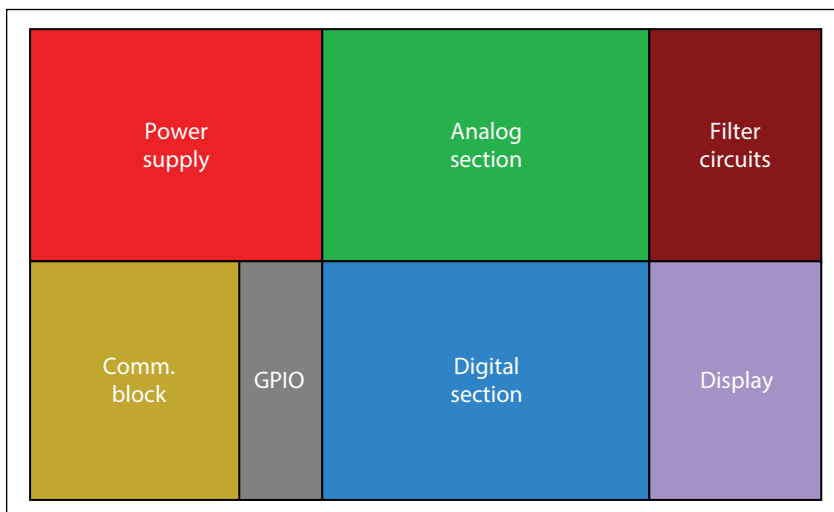 Power
supply
Analog
section
Filter
circuits
Comm.
block
GPIO
Digital
section
Display